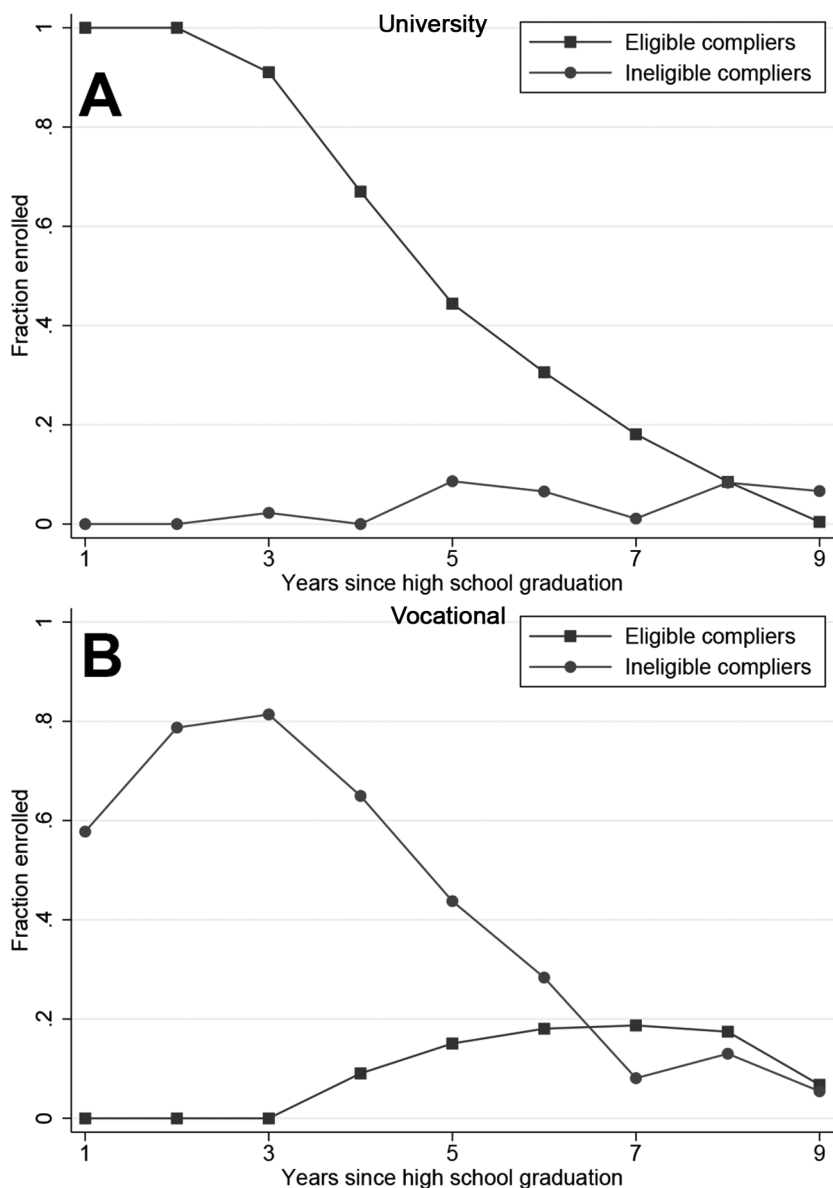 University
A
Eligible compliers
Ineligible compliers
Fraction enrolled
1
.8
.6
.4
.2
0
1 3 5 7 9
Years since high school graduation
Vocational
B
Eligible compliers
Ineligible compliers
Fraction enrolled
1
.8
.6
.4
.2
0
1 3 5 7 9
Years since high school graduation